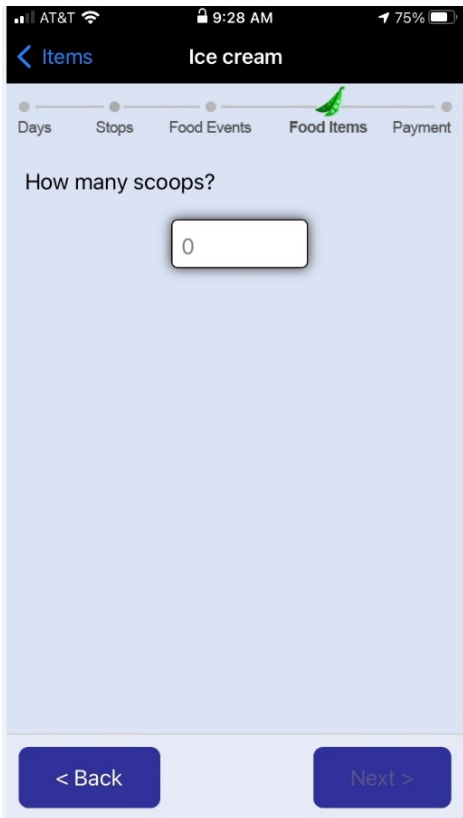 AT&T 9:28 AM 75%
Items Ice cream
Days Stops Food Events Food Items Payment
How many scoops?
0
< Back Next >